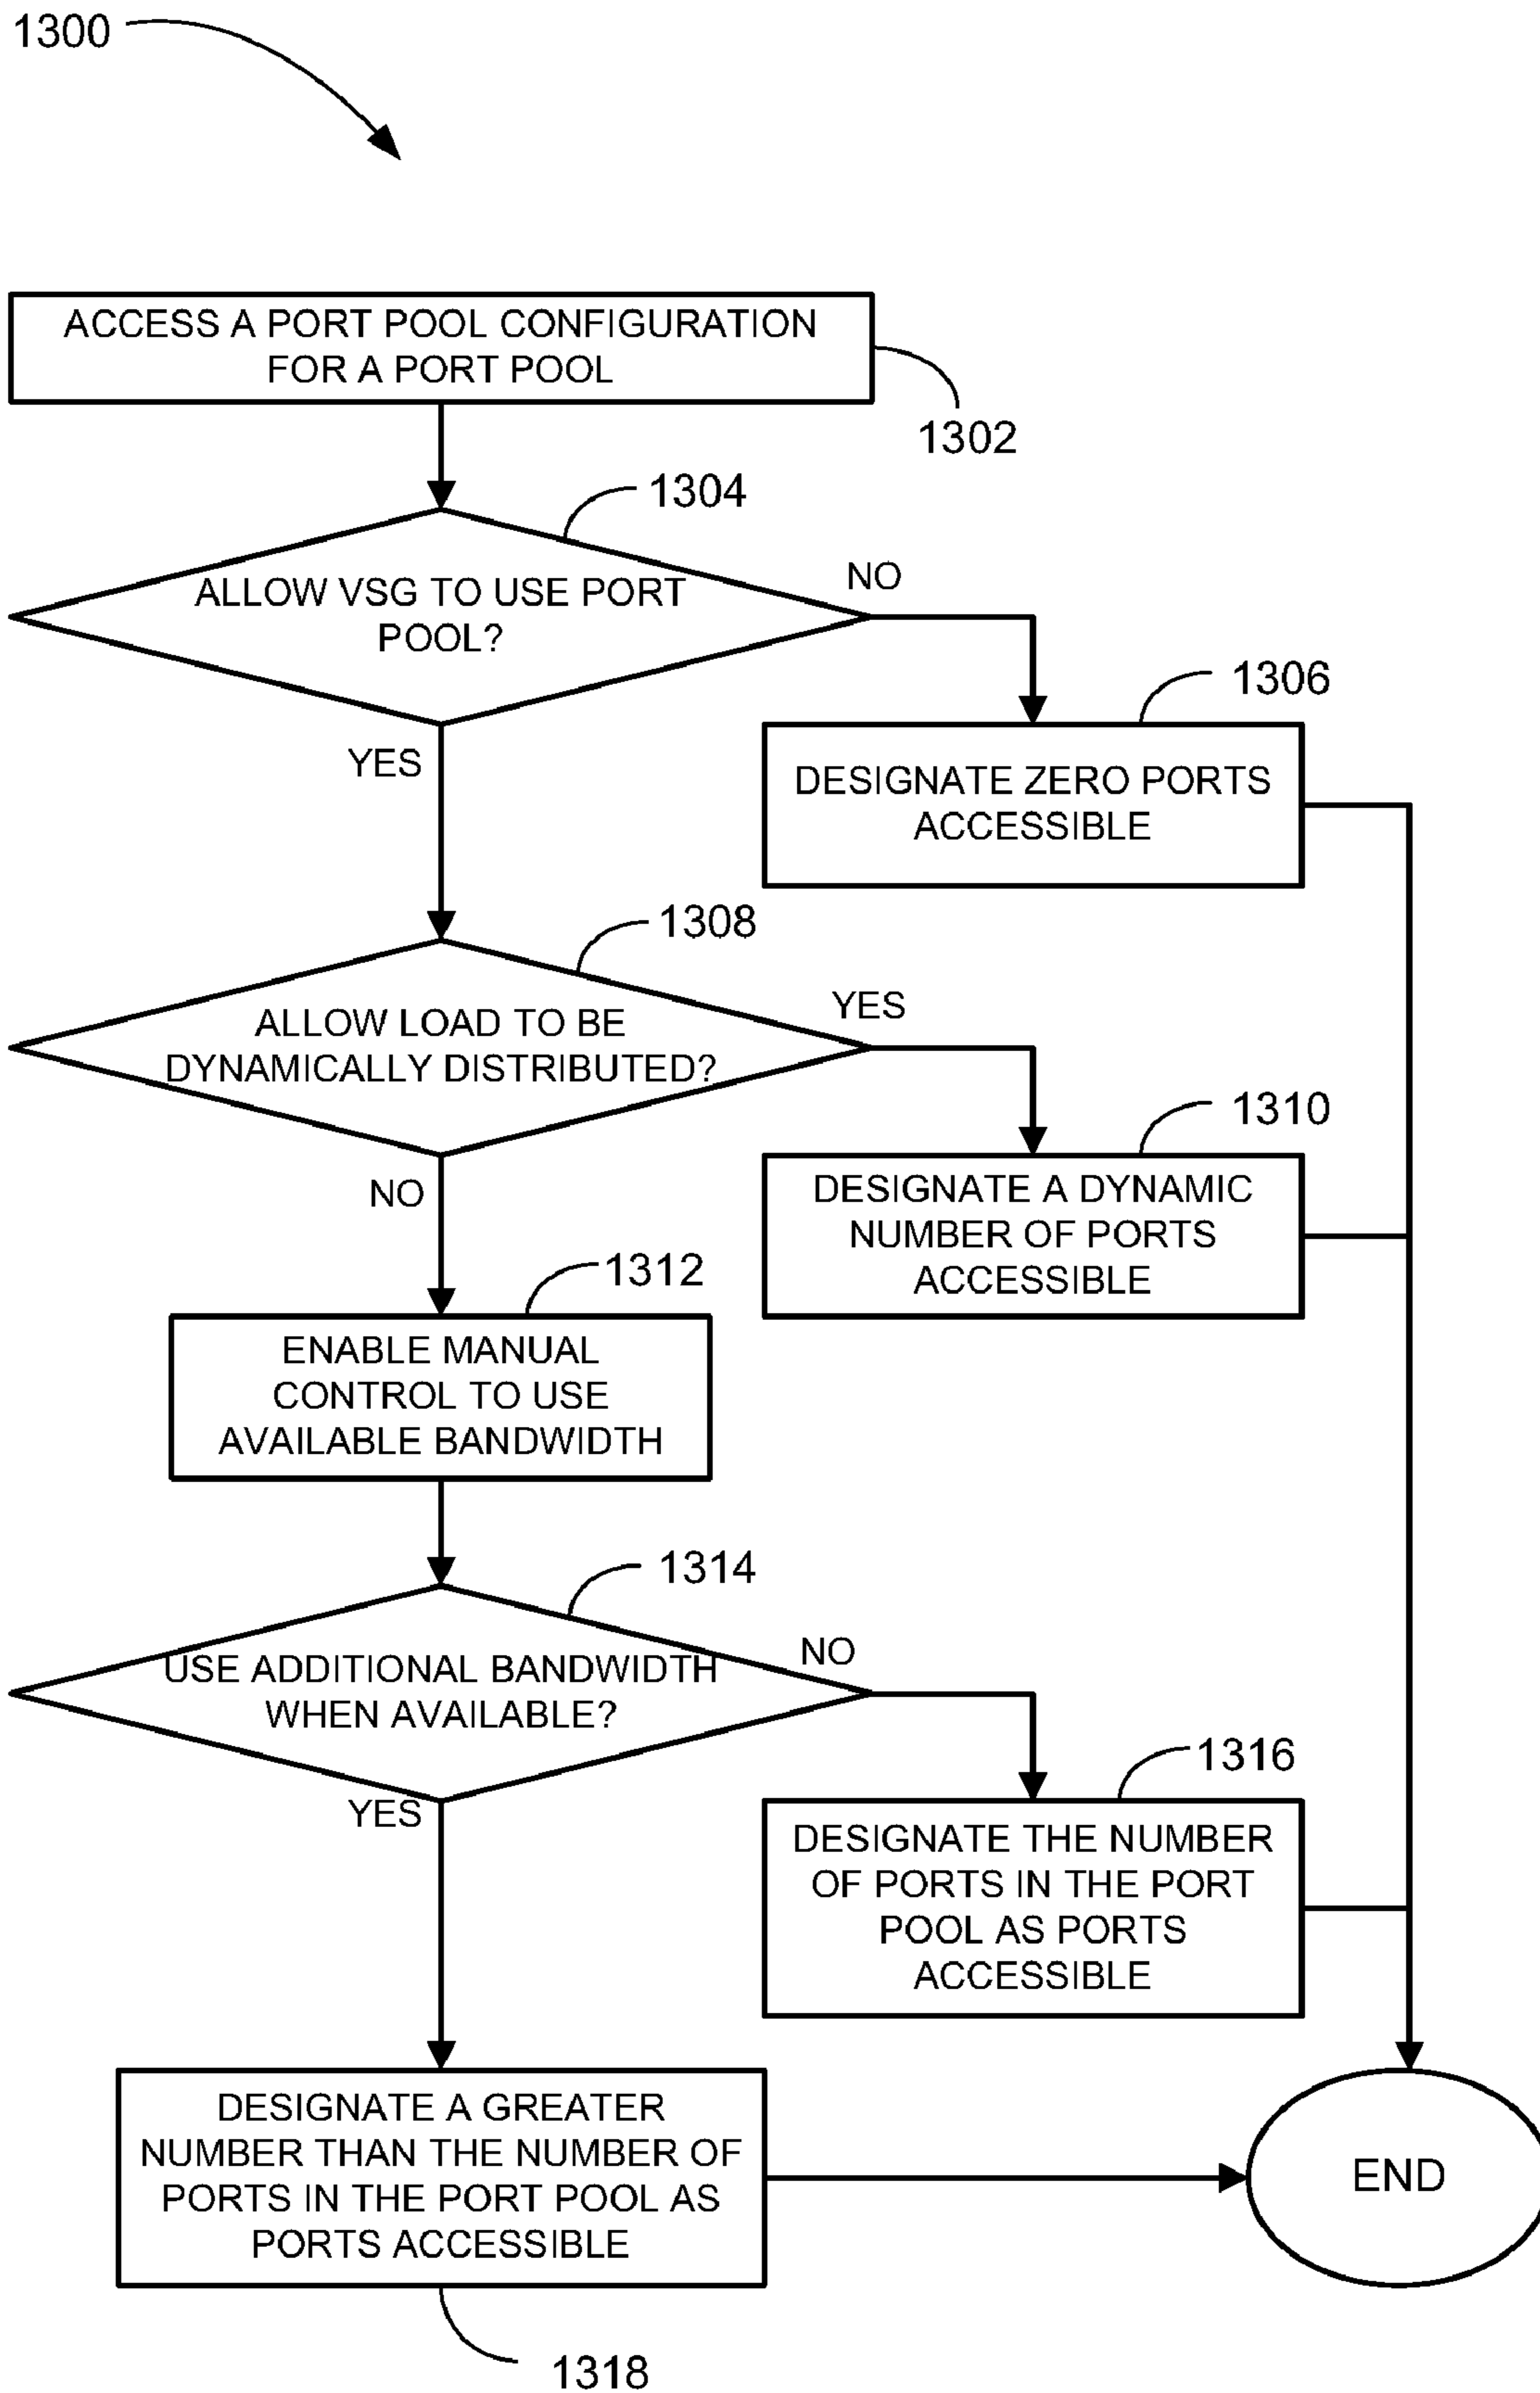 1300
ACCESS A PORT POOL CONFIGURATION
FOR A PORT POOL
1302
1304
ALLOW VSG TO USE PORT
POOL?
NO
YES
1306
DESIGNATE ZERO PORTS
ACCESSIBLE
1308
ALLOW LOAD TO BE
DYNAMICALLY DISTRIBUTED?
YES
NO
1310
DESIGNATE A DYNAMIC
NUMBER OF PORTS
ACCESSIBLE
1312
ENABLE MANUAL
CONTROL TO USE
AVAILABLE BANDWIDTH
1314
USE ADDITIONAL BANDWIDTH
WHEN AVAILABLE?
NO
YES
1316
DESIGNATE THE NUMBER
OF PORTS IN THE PORT
POOL AS PORTS
ACCESSIBLE
DESIGNATE A GREATER
NUMBER THAN THE NUMBER OF
PORTS IN THE PORT POOL AS
PORTS ACCESSIBLE
END
1318